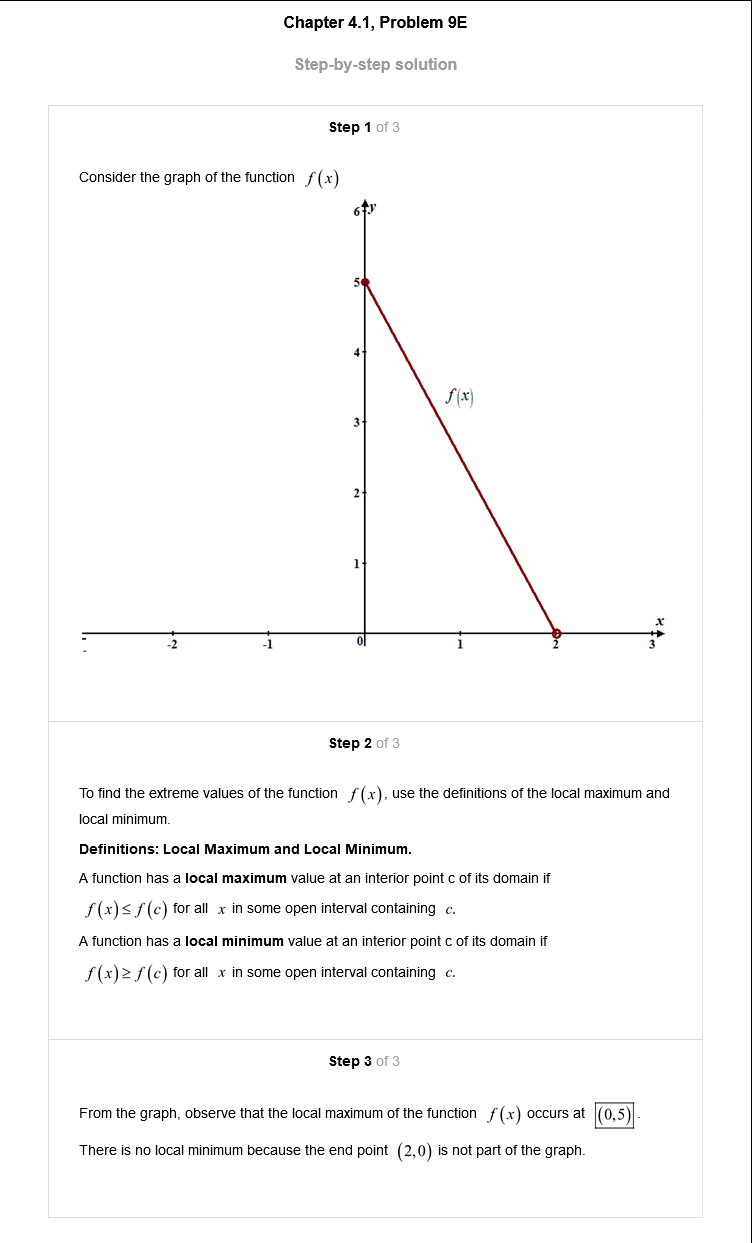 Chapter 4.1, Problem 9E
Step-by-step solution
Step 1 of 3
Consider the graph of the function f(x)
6 y
5
4
f(x)
3
2
1
x
-2 -1 0 1 2 3
Step 2 of 3
To find the extreme values of the function f(x), use the definitions of the local maximum and
local minimum.
Definitions: Local Maximum and Local Minimum.
A function has a local maximum value at an interior point c of its domain if
f(x) ≤ f(c) for all x in some open interval containing c.
A function has a local minimum value at an interior point c of its domain if
f(x) ≥ f(c) for all x in some open interval containing c.
Step 3 of 3
From the graph, observe that the local maximum of the function f(x) occurs at (0,5).
There is no local minimum because the end point (2,0) is not part of the graph.